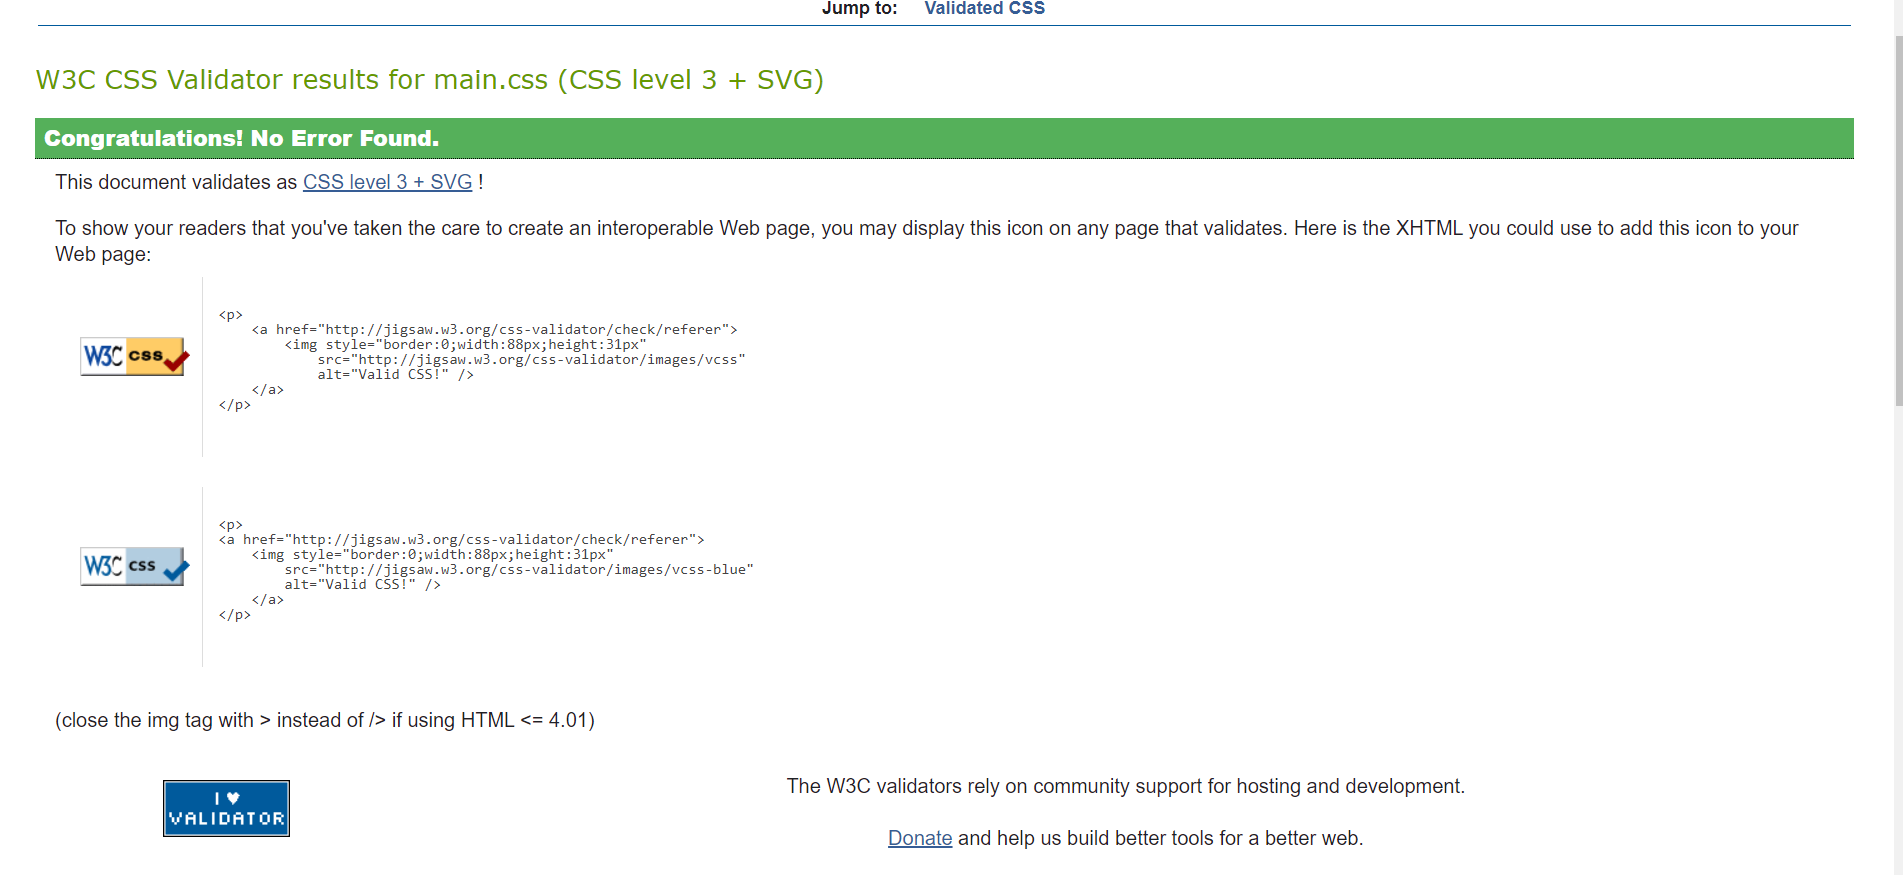 Jump to: Validated CSS
W3C CSS Validator results for main.css (CSS level 3 + SVG)
Congratulations! No Error Found.
This document validates as CSS level 3 + SVG !
To show your readers that you've taken the care to create an interoperable Web page, you may display this icon on any page that validates. Here is the XHTML you could use to add this icon to your
Web page:
W3C css
<p>
    <a href="http://jigsaw.w3.org/css-validator/check/referer">
        <img style="border:0;width:88px;height:31px"
            src="http://jigsaw.w3.org/css-validator/images/vcss"
            alt="Valid CSS!" />
    </a>
</p>
W3C css
<p>
<a href="http://jigsaw.w3.org/css-validator/check/referer">
    <img style="border:0;width:88px;height:31px"
        src="http://jigsaw.w3.org/css-validator/images/vcss-blue"
        alt="Valid CSS!" />
    </a>
</p>
(close the img tag with > instead of /> if using HTML <= 4.01)
I ♥
VALIDATOR
The W3C validators rely on community support for hosting and development.
Donate and help us build better tools for a better web.